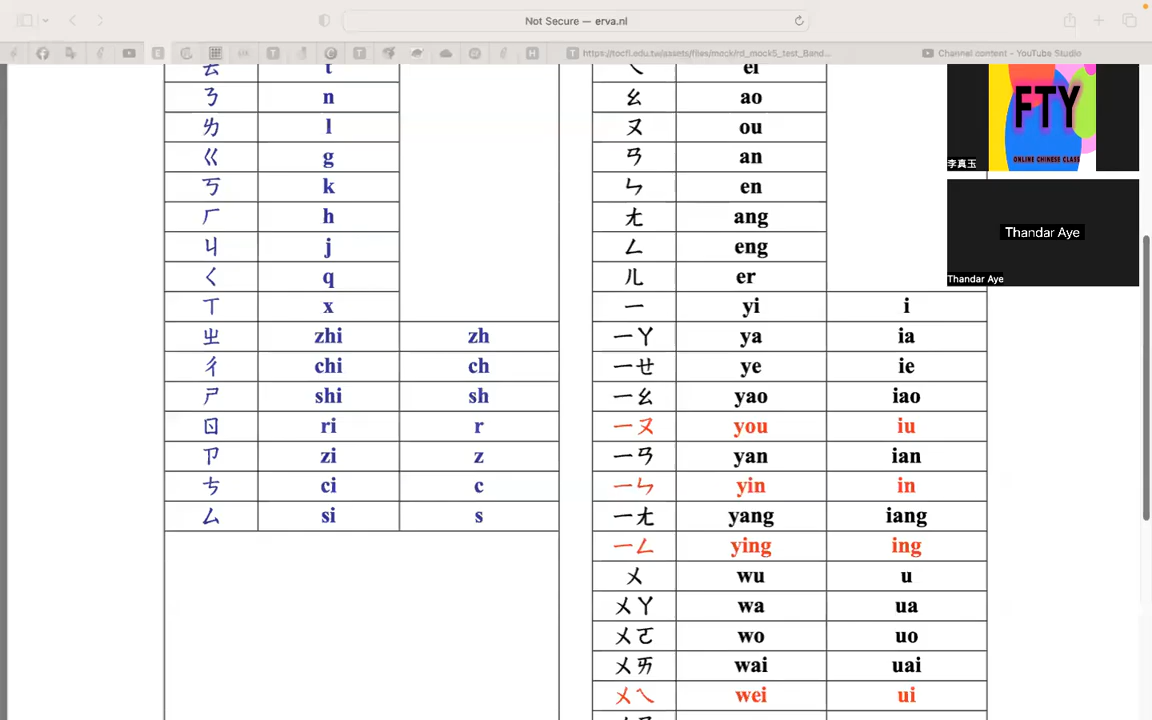 Not Secure — erva.nl
https://tocfl.edu.tw/assets/files/mock/rd_mock5_test_Band...
Channel content - YouTube Studio
ㄊ t
ㄋ n
ㄌ l
ㄍ g
ㄎ k
ㄏ h
ㄐ j
ㄑ q
ㄒ x
ㄓ zhi zh
ㄔ chi ch
ㄕ shi sh
ㄖ ri r
ㄗ zi z
ㄘ ci c
ㄙ si s
ㄟ ei
ㄠ ao
ㄡ ou
ㄢ an
ㄣ en
ㄤ ang
ㄥ eng
ㄦ er
ㄧ yi i
ㄧㄚ ya ia
ㄧㄝ ye ie
ㄧㄠ yao iao
ㄧㄡ you iu
ㄧㄢ yan ian
ㄧㄣ yin in
ㄧㄤ yang iang
ㄧㄥ ying ing
ㄨ wu u
ㄨㄚ wa ua
ㄨㄛ wo uo
ㄨㄞ wai uai
ㄨㄟ wei ui
FTY
ONLINE CHINESE CLASS
李真玉
Thandar Aye
Thandar Aye